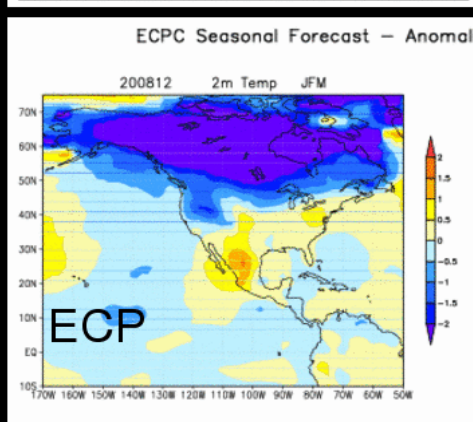 ECPC Seasonal Forecast - Anomal
200812 2m Temp JFM
70N
60N
50N
40N
30N
20N
10N
EQ
10S
170W 160W 150W 140W 130W 120W 110W 100W 90W 80W 70W 60W 50W
2
1.5
1
0.5
0
-0.5
-1
-1.5
-2
ECP